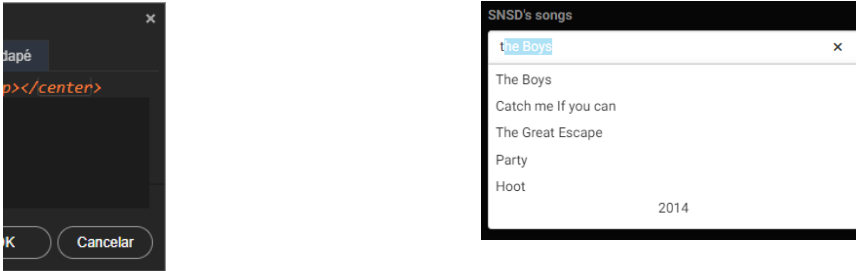 ×
dapé
p></center>
OK
Cancelar
SNSD's songs
the Boys
×
The Boys
Catch me If you can
The Great Escape
Party
Hoot
2014